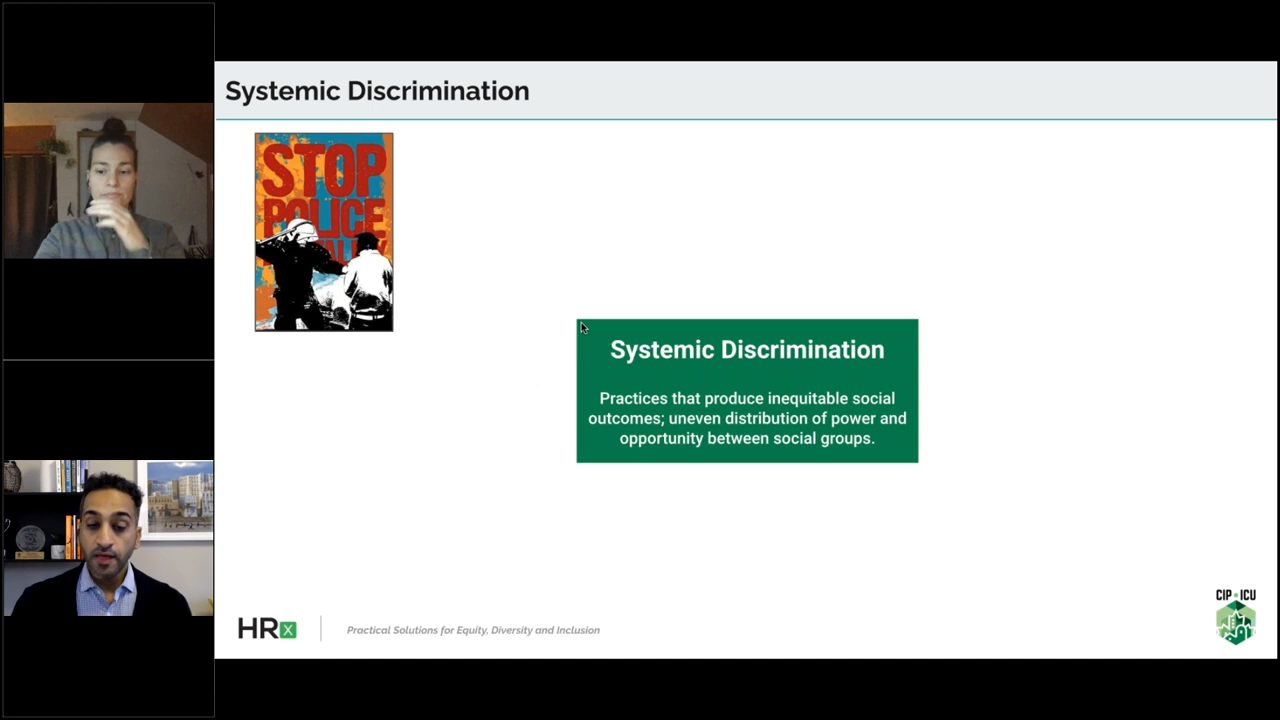 Systemic Discrimination
STOP
POLICE
Systemic Discrimination
Practices that produce inequitable social
outcomes; uneven distribution of power and
opportunity between social groups.
HRx
Practical Solutions for Equity, Diversity and Inclusion
CIP ICU